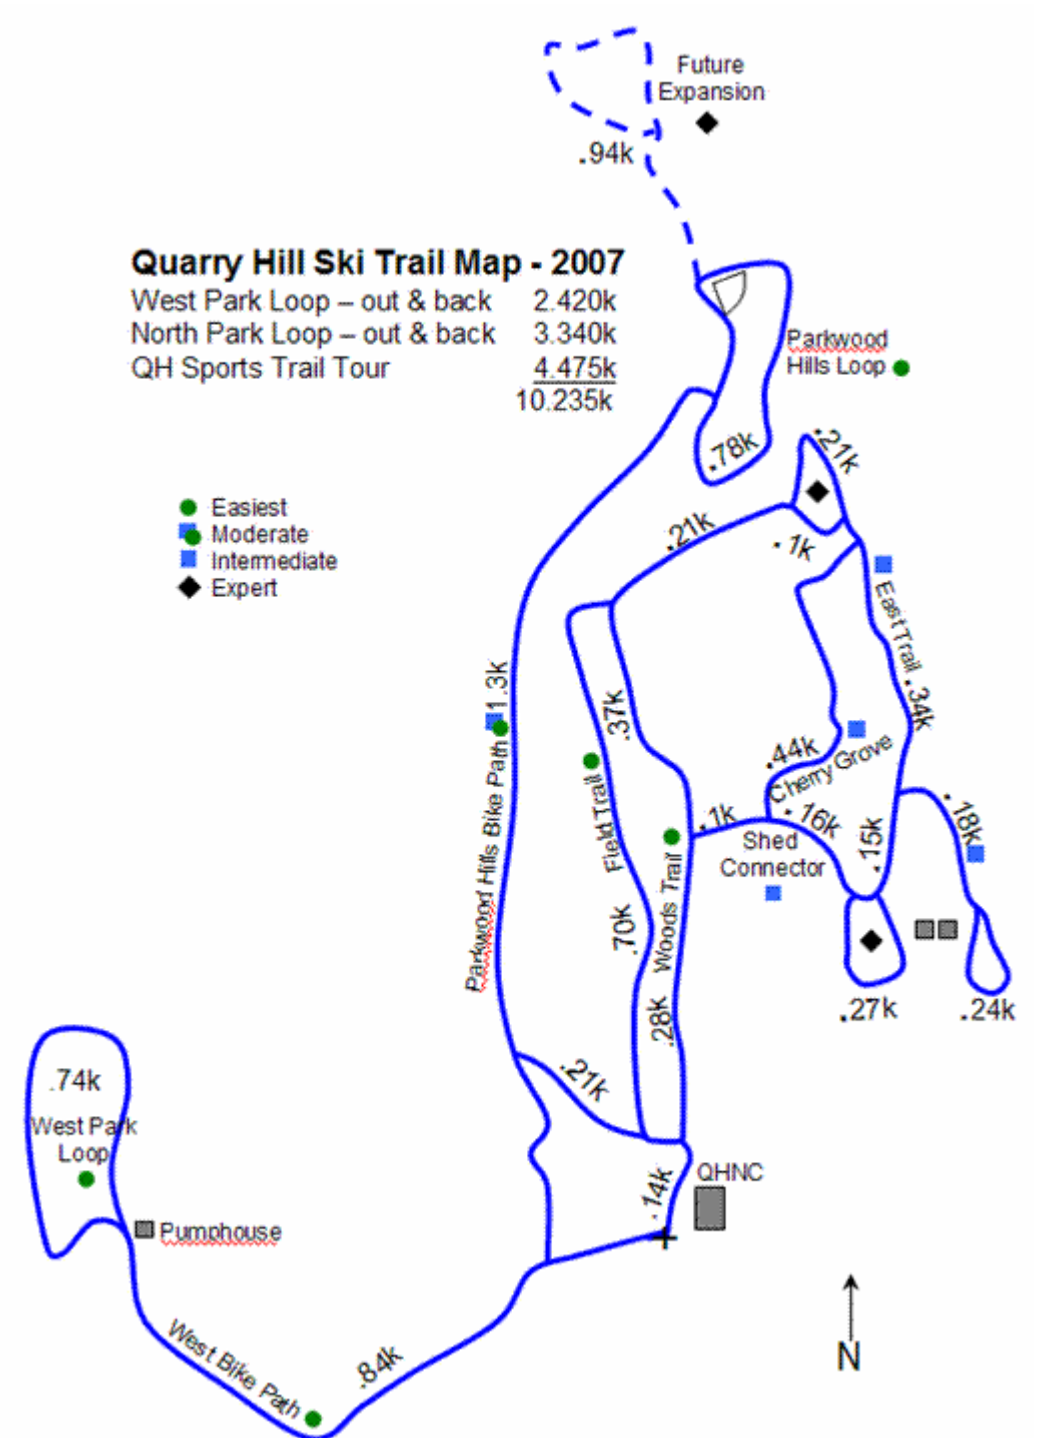 Future
Expansion
.94k
Quarry Hill Ski Trail Map - 2007
West Park Loop – out & back 2.420k
North Park Loop – out & back 3.340k
QH Sports Trail Tour 4.475k
10.235k
Parkwood
Hills Loop
.78k
.21k
Easiest
Moderate
Intermediate
Expert
.21k
.1k
East Trail .34k
1.3k
Parkwood Hills Bike Path
.37k
Field Trail
.70k
.44k
Cherry Grove
.1k
.16k
.15k
.18k
Shed
Connector
Woods Trail
.28k
.27k
.24k
.21k
.74k
West Park
Loop
Pumphouse
.14k
QHNC
West Bike Path
.84k
N